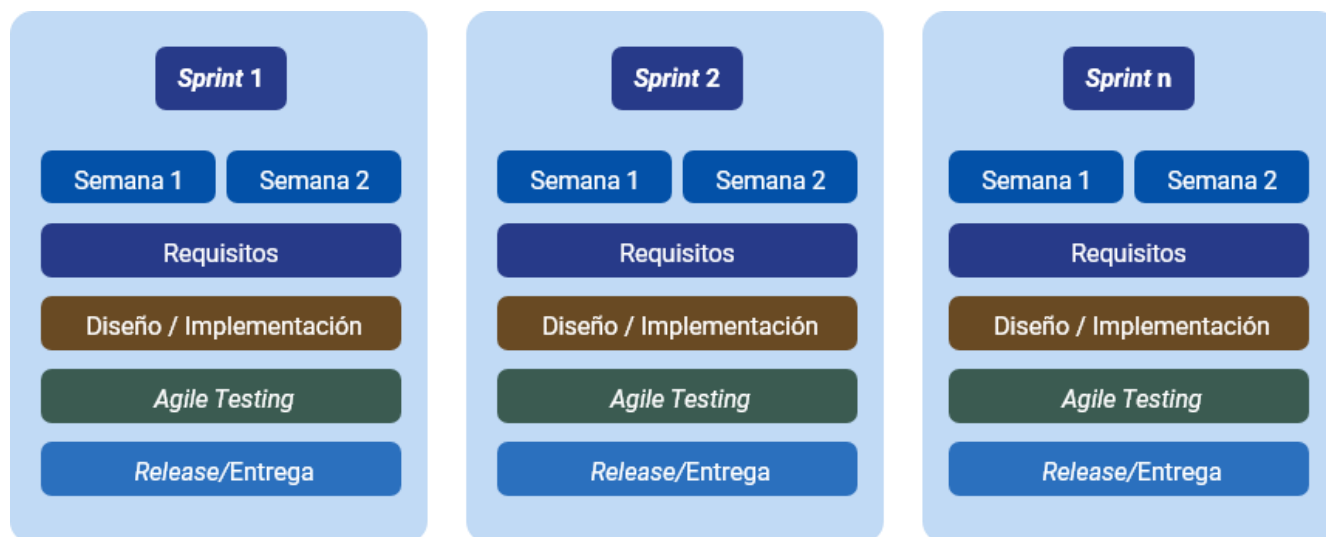 Sprint 1
Semana 1
Semana 2
Requisitos
Diseño / Implementación
Agile Testing
Release/Entrega
Sprint 2
Semana 1
Semana 2
Requisitos
Diseño / Implementación
Agile Testing
Release/Entrega
Sprint n
Semana 1
Semana 2
Requisitos
Diseño / Implementación
Agile Testing
Release/Entrega